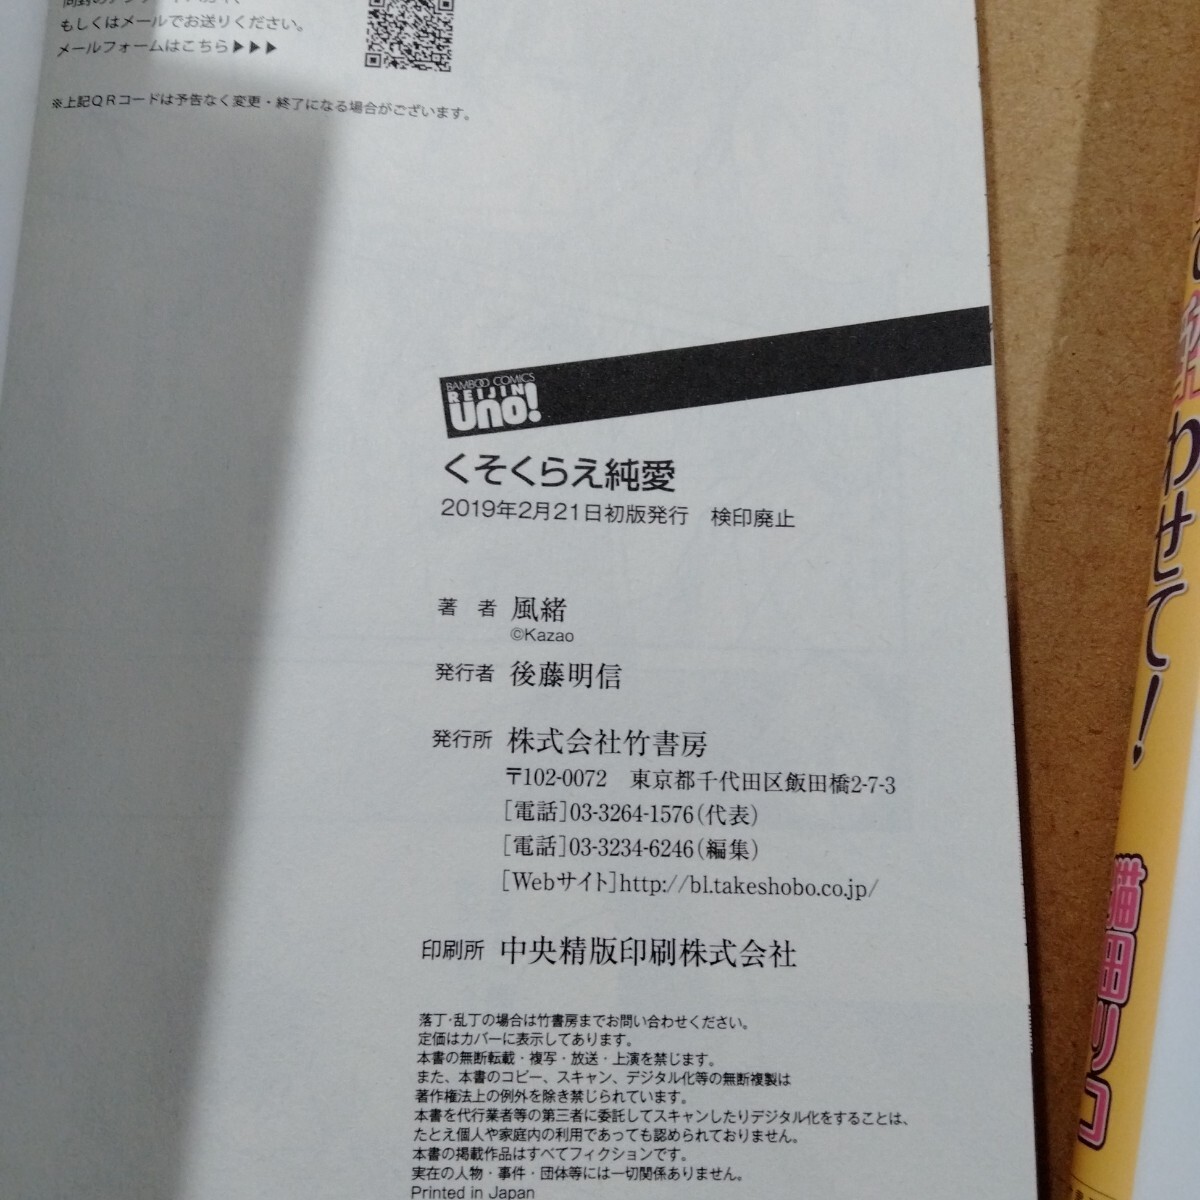 もしくはメールでお送りください。
メールフォームはこちら▶▶▶
※上記QRコードは予告なく変更・終了になる場合がございます。
BAMBOO COMICS
REIJIN
uno!
くそくらえ純愛
2019年2月21日初版発行　検印廃止
著　者　風緒
©Kazao
発行者　後藤明信
発行所　株式会社竹書房
〒102-0072　東京都千代田区飯田橋2-7-3
[電話]03-3264-1576(代表)
[電話]03-3234-6246(編集)
[Webサイト]http://bl.takeshobo.co.jp/
印刷所　中央精版印刷株式会社
落丁・乱丁の場合は竹書房までお問い合わせください。
定価はカバーに表示してあります。
本書の無断転載・複写・放送・上演を禁じます。
また、本書のコピー、スキャン、デジタル化等の無断複製は
著作権法上の例外を除き禁じられています。
本書を代行業者等の第三者に委託してスキャンしたりデジタル化をすることは、
たとえ個人や家庭内の利用であっても認められておりません。
本書の掲載作品はすべてフィクションです。
実在の人物・事件・団体等には一切関係ありません。
Printed in Japan
わせて!
猫田リコ